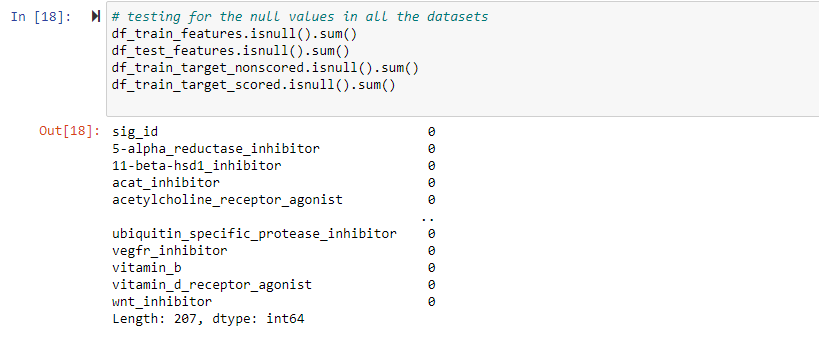 In [18]: # testing for the null values in all the datasets
df_train_features.isnull().sum()
df_test_features.isnull().sum()
df_train_target_nonscored.isnull().sum()
df_train_target_scored.isnull().sum()
Out[18]: sig_id 0
5-alpha_reductase_inhibitor 0
11-beta-hsd1_inhibitor 0
acat_inhibitor 0
acetylcholine_receptor_agonist 0
..
ubiquitin_specific_protease_inhibitor 0
vegfr_inhibitor 0
vitamin_b 0
vitamin_d_receptor_agonist 0
wnt_inhibitor 0
Length: 207, dtype: int64